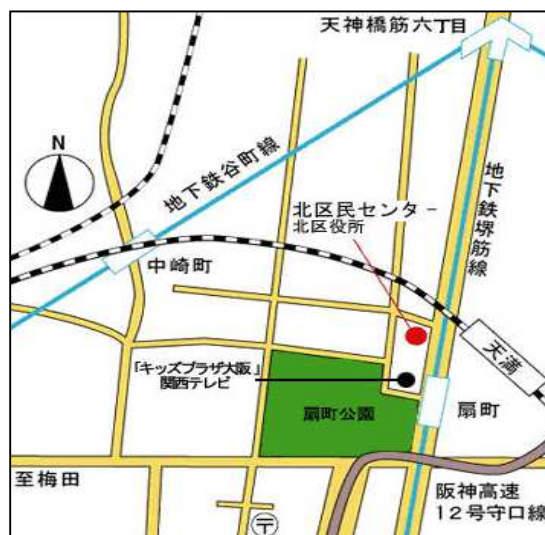 天神橋筋六丁目
N
地下鉄谷町線
地下鉄堺筋線
北区民センター
北区役所
中崎町
天満
「キッズプラザ大阪」
関西テレビ
扇町公園
扇町
至梅田
阪神高速
12号守口線
〒